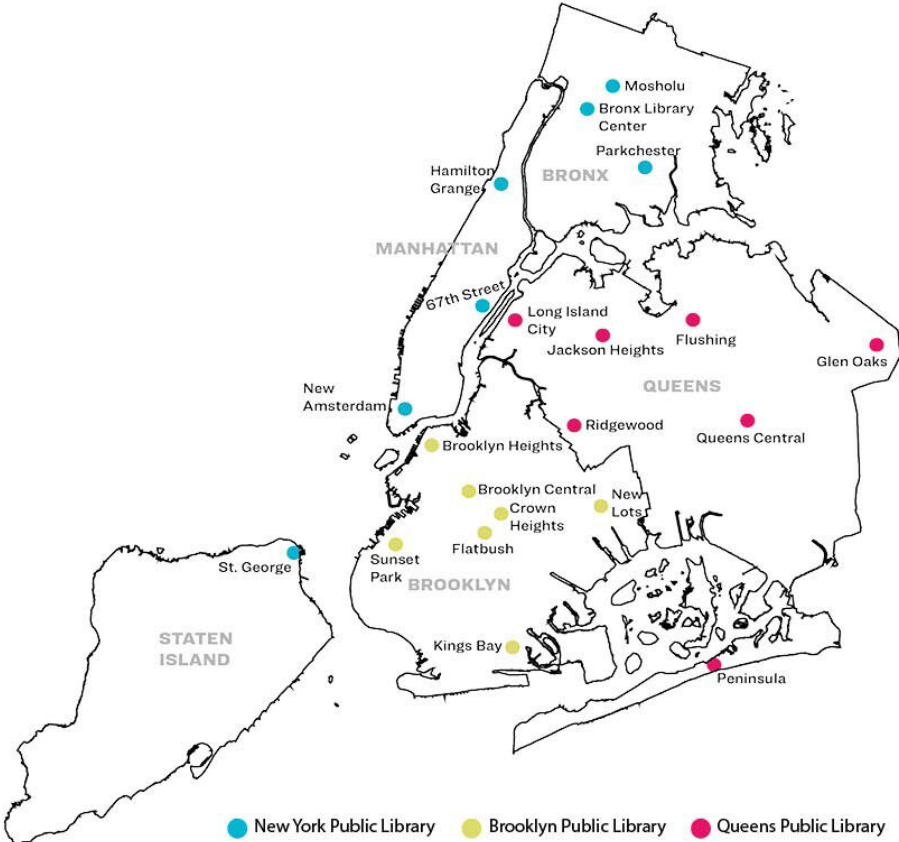 Mosholu
Bronx Library
Center
Parkchester
BRONX
Hamilton
Grange
MANHATTAN
67th Street
Long Island
City
Jackson Heights
Flushing
Glen Oaks
QUEENS
New
Amsterdam
Ridgewood
Queens Central
Brooklyn Heights
Brooklyn Central
Crown
Heights
New
Lots
Flatbush
Sunset
Park
BROOKLYN
St. George
STATEN
ISLAND
Kings Bay
Peninsula
New York Public Library
Brooklyn Public Library
Queens Public Library